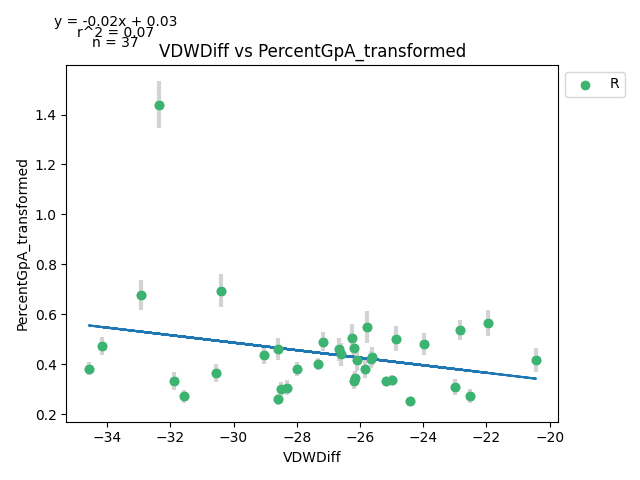 y = -0.02x + 0.03
r^2 = 0.07
n = 37
VDWDiff vs PercentGpA_transformed
R
PercentGpA_transformed
1.4
1.2
1.0
0.8
0.6
0.4
0.2
−34 −32 −30 −28 −26 −24 −22 −20
VDWDiff